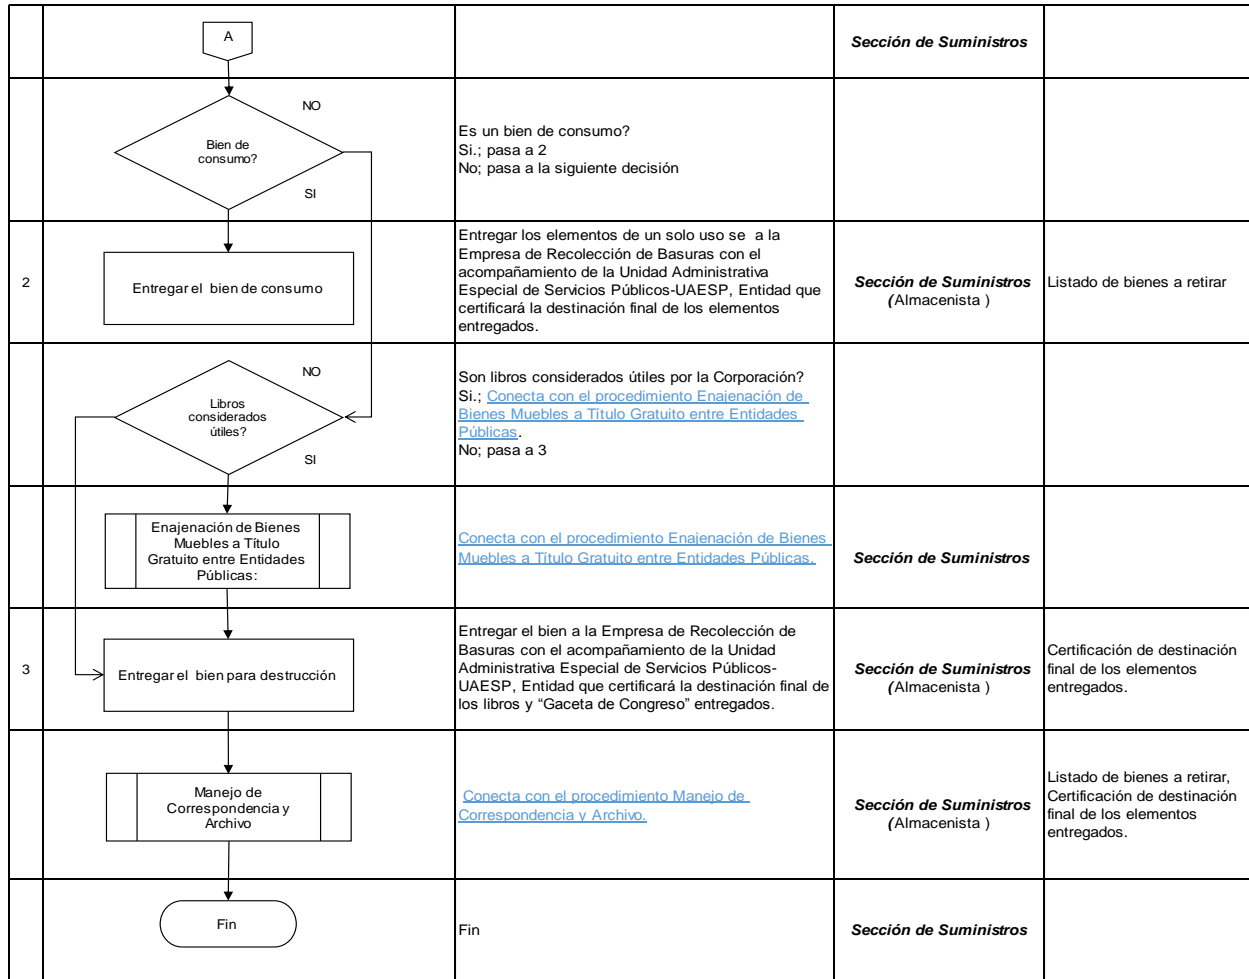 A
Sección de Suministros
NO
Bien de
consumo?
SI
Es un bien de consumo?
Si.; pasa a 2
No; pasa a la siguiente decisión
2
Entregar el bien de consumo
Entregar los elementos de un solo uso se a la
Empresa de Recolección de Basuras con el
acompañamiento de la Unidad Administrativa
Especial de Servicios Públicos-UAESP, Entidad que
certificará la destinación final de los elementos
entregados.
Sección de Suministros
(Almacenista )
Listado de bienes a retirar
NO
Libros
considerados
útiles?
SI
Son libros considerados útiles por la Corporación?
Si.; Conecta con el procedimiento Enajenación de
Bienes Muebles a Título Gratuito entre Entidades
Públicas.
No; pasa a 3
Enajenación de Bienes
Muebles a Título
Gratuito entre Entidades
Públicas:
Conecta con el procedimiento Enajenación de Bienes
Muebles a Título Gratuito entre Entidades Públicas.
Sección de Suministros
3
Entregar el bien para destrucción
Entregar el bien a la Empresa de Recolección de
Basuras con el acompañamiento de la Unidad
Administrativa Especial de Servicios Públicos-
UAESP, Entidad que certificará la destinación final de
los libros y “Gaceta de Congreso” entregados.
Sección de Suministros
(Almacenista )
Certificación de destinación
final de los elementos
entregados.
Manejo de
Correspondencia y
Archivo
Conecta con el procedimiento Manejo de
Correspondencia y Archivo.
Sección de Suministros
(Almacenista )
Listado de bienes a retirar,
Certificación de destinación
final de los elementos
entregados.
Fin
Fin
Sección de Suministros